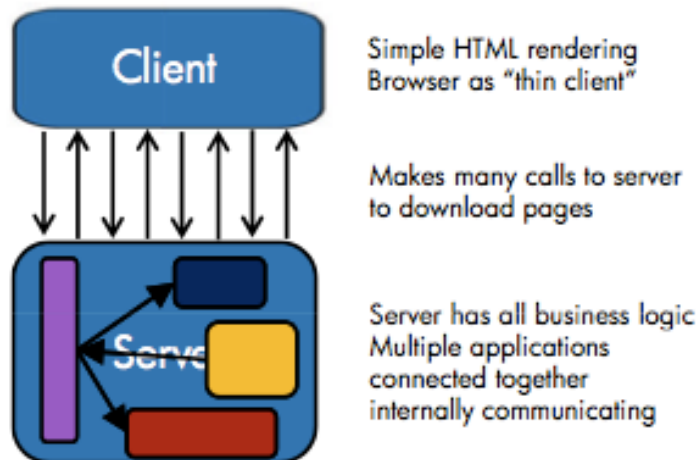 Client
Simple HTML rendering
Browser as “thin client”
Makes many calls to server
to download pages
Serve
Server has all business logic
Multiple applications
connected together
internally communicating